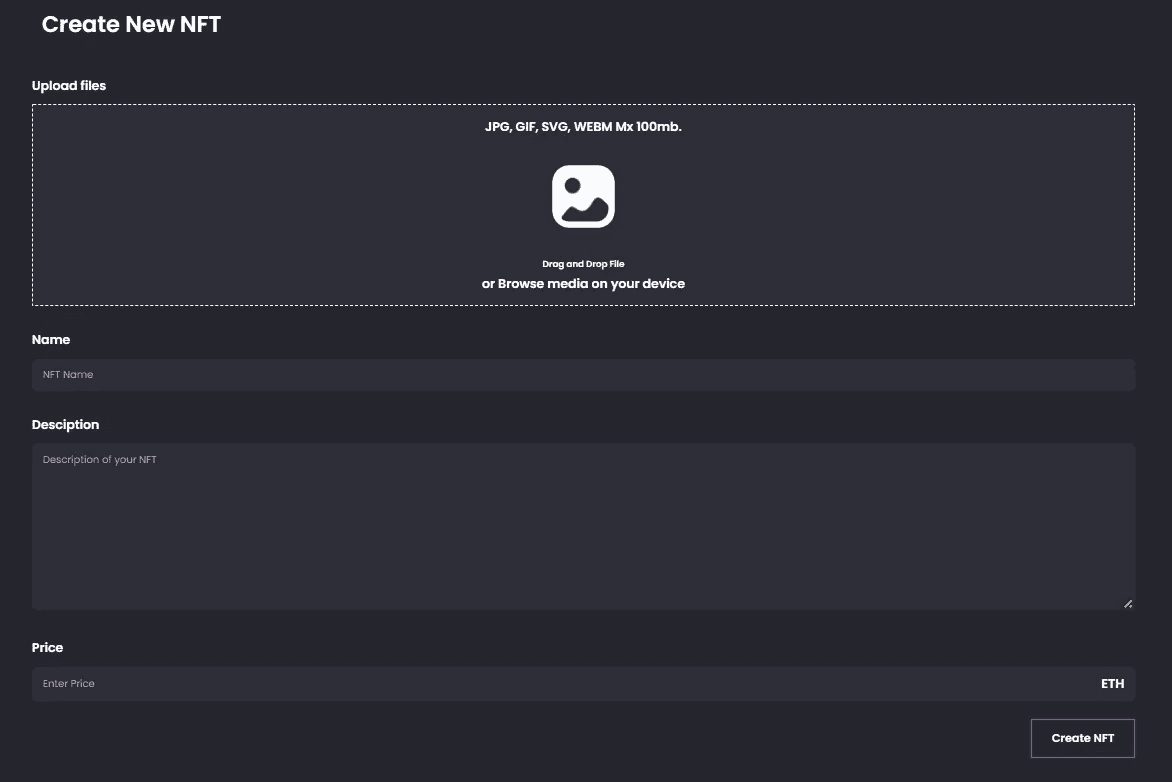 Create New NFT
Upload files
JPG, GIF, SVG, WEBM Mx 100mb.
Drag and Drop File
or Browse media on your device
Name
NFT Name
Desciption
Description of your NFT
Price
Enter Price
ETH
Create NFT